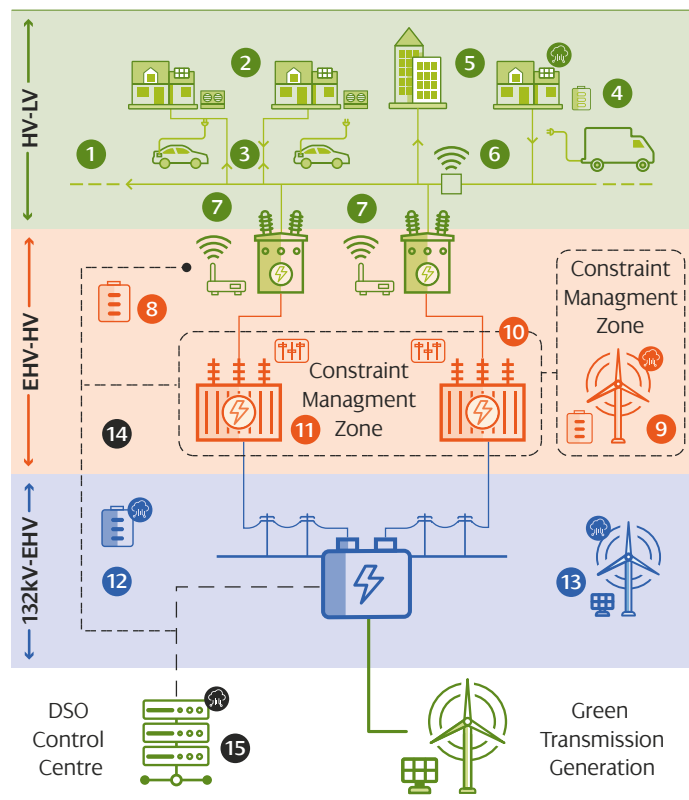 HV-LV
1
2
3
4
5
6
7
7
EHV-HV
8
Constraint
Managment
Zone
9
10
Constraint
Managment
Zone
11
14
132kV-EHV
12
13
DSO
Control
Centre
15
Green
Transmission
Generation